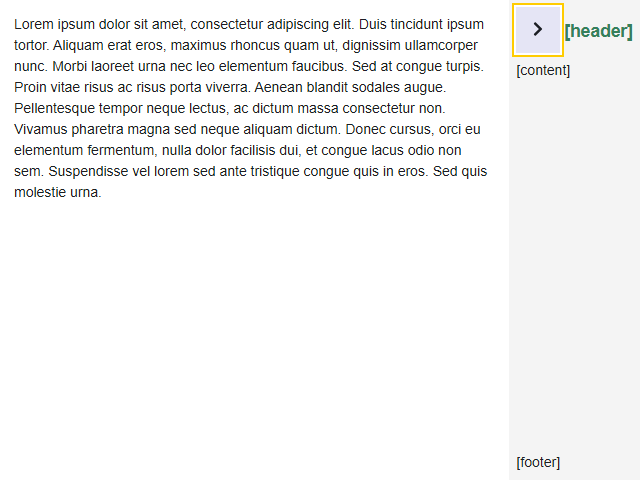 Lorem ipsum dolor sit amet, consectetur adipiscing elit. Duis tincidunt ipsum
tortor. Aliquam erat eros, maximus rhoncus quam ut, dignissim ullamcorper
nunc. Morbi laoreet urna nec leo elementum faucibus. Sed at congue turpis.
Proin vitae risus ac risus porta viverra. Aenean blandit sodales augue.
Pellentesque tempor neque lectus, ac dictum massa consectetur non.
Vivamus pharetra magna sed neque aliquam dictum. Donec cursus, orci eu
elementum fermentum, nulla dolor facilisis dui, et congue lacus odio non
sem. Suspendisse vel lorem sed ante tristique congue quis in eros. Sed quis
molestie urna.
[header]
[content]
[footer]